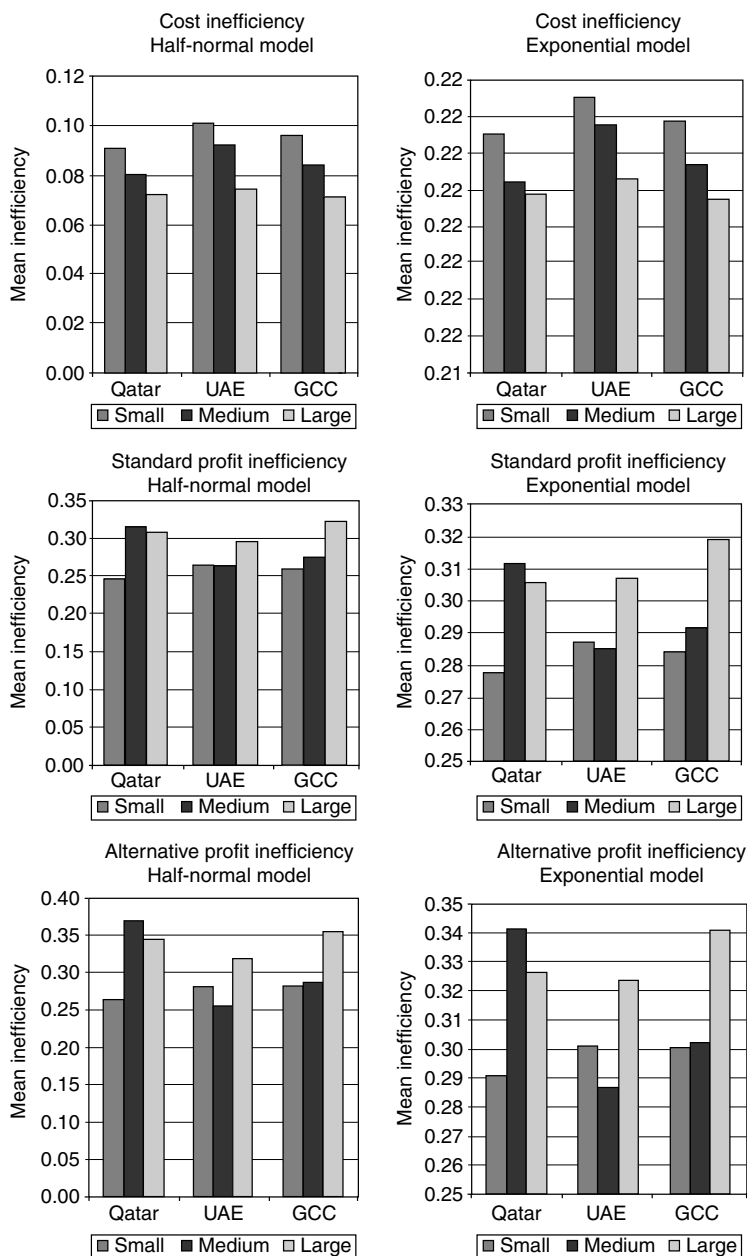 Cost inefficiency
Half-normal model
0.12
0.10
0.08
0.06
0.04
0.02
0.00
Mean inefficiency
Qatar UAE GCC
Small Medium Large
Cost inefficiency
Exponential model
0.22
0.22
0.22
0.22
0.22
0.22
0.22
0.22
0.21
Mean inefficiency
Qatar UAE GCC
Small Medium Large
Standard profit inefficiency
Half-normal model
0.35
0.30
0.25
0.20
0.15
0.10
0.05
0.00
Mean inefficiency
Qatar UAE GCC
Small Medium Large
Standard profit inefficiency
Exponential model
0.33
0.32
0.31
0.30
0.29
0.28
0.27
0.26
0.25
Mean inefficiency
Qatar UAE GCC
Small Medium Large
Alternative profit inefficiency
Half-normal model
0.40
0.35
0.30
0.25
0.20
0.15
0.10
0.05
0.00
Mean inefficiency
Qatar UAE GCC
Small Medium Large
Alternative profit inefficiency
Exponential model
0.35
0.34
0.33
0.32
0.31
0.30
0.29
0.28
0.27
0.26
0.25
Mean inefficiency
Qatar UAE GCC
Small Medium Large